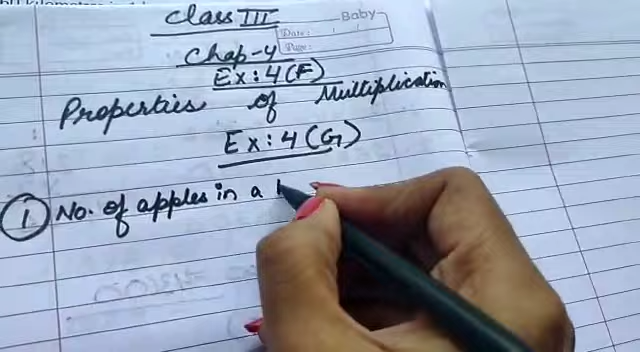 Class III
Baby
Date:
Page:
Chap-4
Ex: 4(F)
Properties of Multiplication
Ex: 4(G)
1 No. of apples in a